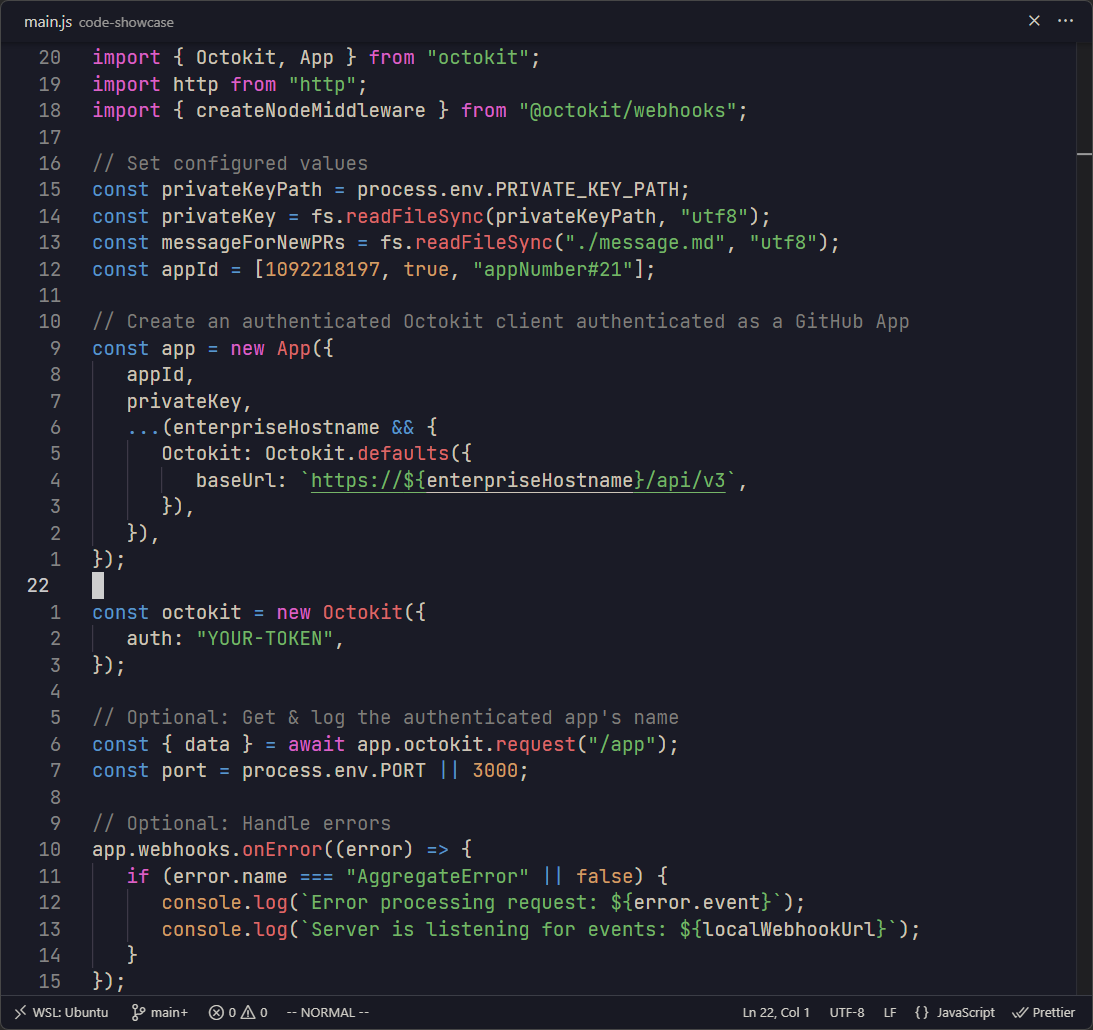 main.js code-showcase
20 import { Octokit, App } from "octokit";
19 import http from "http";
18 import { createNodeMiddleware } from "@octokit/webhooks";
17
16 // Set configured values
15 const privateKeyPath = process.env.PRIVATE_KEY_PATH;
14 const privateKey = fs.readFileSync(privateKeyPath, "utf8");
13 const messageForNewPRs = fs.readFileSync("./message.md", "utf8");
12 const appId = [1092218197, true, "appNumber#21"];
11
10 // Create an authenticated Octokit client authenticated as a GitHub App
9 const app = new App({
8 appId,
7 privateKey,
6 ...(enterpriseHostname && {
5 Octokit: Octokit.defaults({
4 baseUrl: `https://${enterpriseHostname}/api/v3`,
3 }),
2 }),
1 });
22
1 const octokit = new Octokit({
2 auth: "YOUR-TOKEN",
3 });
4
5 // Optional: Get & log the authenticated app's name
6 const { data } = await app.octokit.request("/app");
7 const port = process.env.PORT || 3000;
8
9 // Optional: Handle errors
10 app.webhooks.onError((error) => {
11 if (error.name === "AggregateError" || false) {
12 console.log(`Error processing request: ${error.event}`);
13 console.log(`Server is listening for events: ${localWebhookUrl}`);
14 }
15 });
WSL: Ubuntu main+ 0 0 -- NORMAL -- Ln 22, Col 1 UTF-8 LF {} JavaScript Prettier